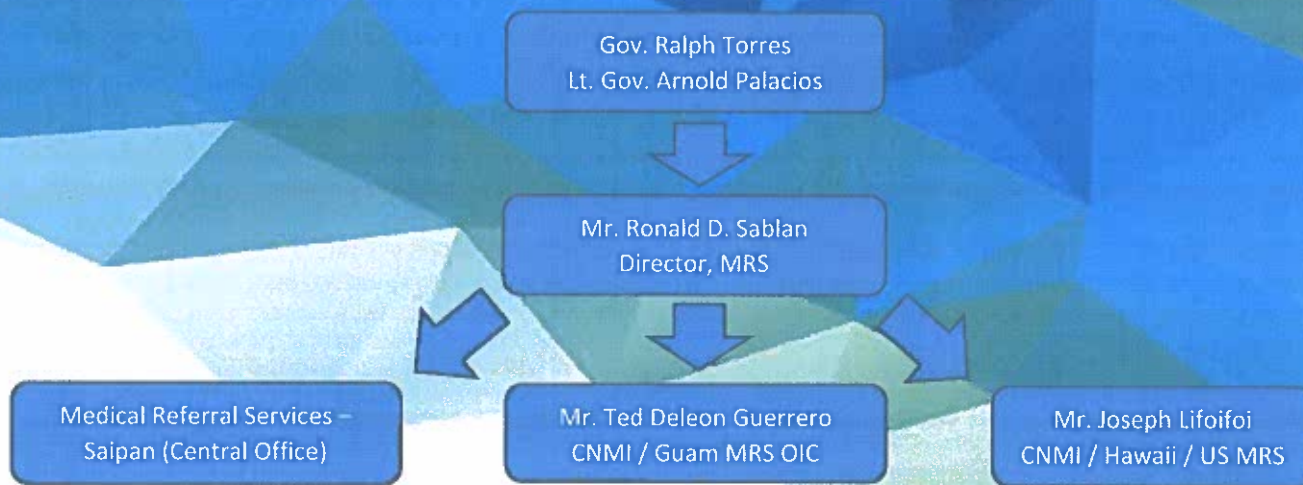 Gov. Ralph Torres
Lt. Gov. Arnold Palacios
Mr. Ronald D. Sablan
Director, MRS
Medical Referral Services –
Saipan (Central Office)
Mr. Ted Deleon Guerrero
CNMI / Guam MRS OIC
Mr. Joseph Lifoifoi
CNMI / Hawaii / US MRS